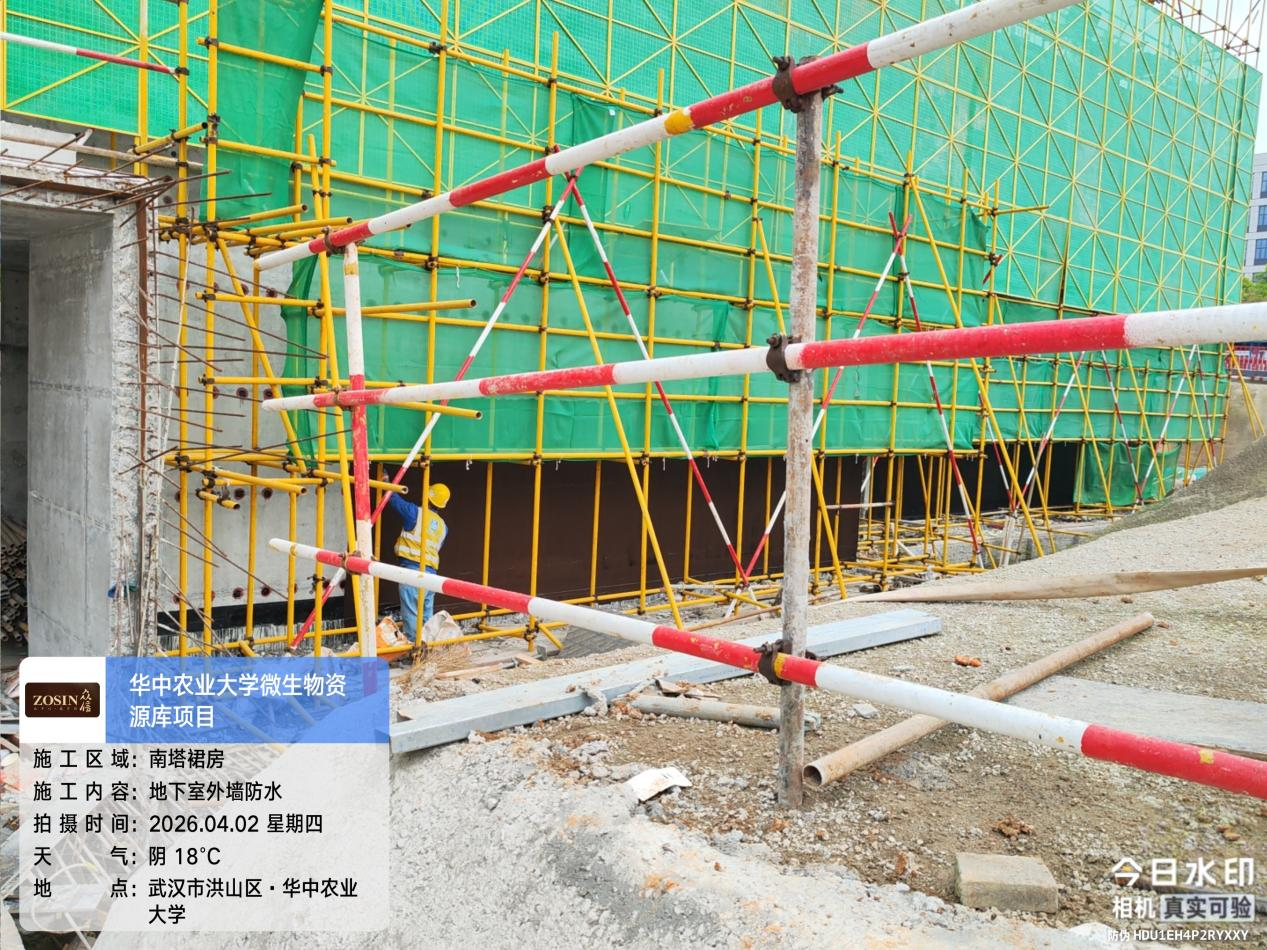 ZOSIN众信
华中农业大学微生物资
源库项目
施工区域：南塔裙房
施工内容：地下室外墙防水
拍摄时间：2026.04.02 星期四
天气：阴 18℃
地点：武汉市洪山区·华中农业
大学
今日水印
相机 真实可验
防伪 HDU1EH4P2RYXXY